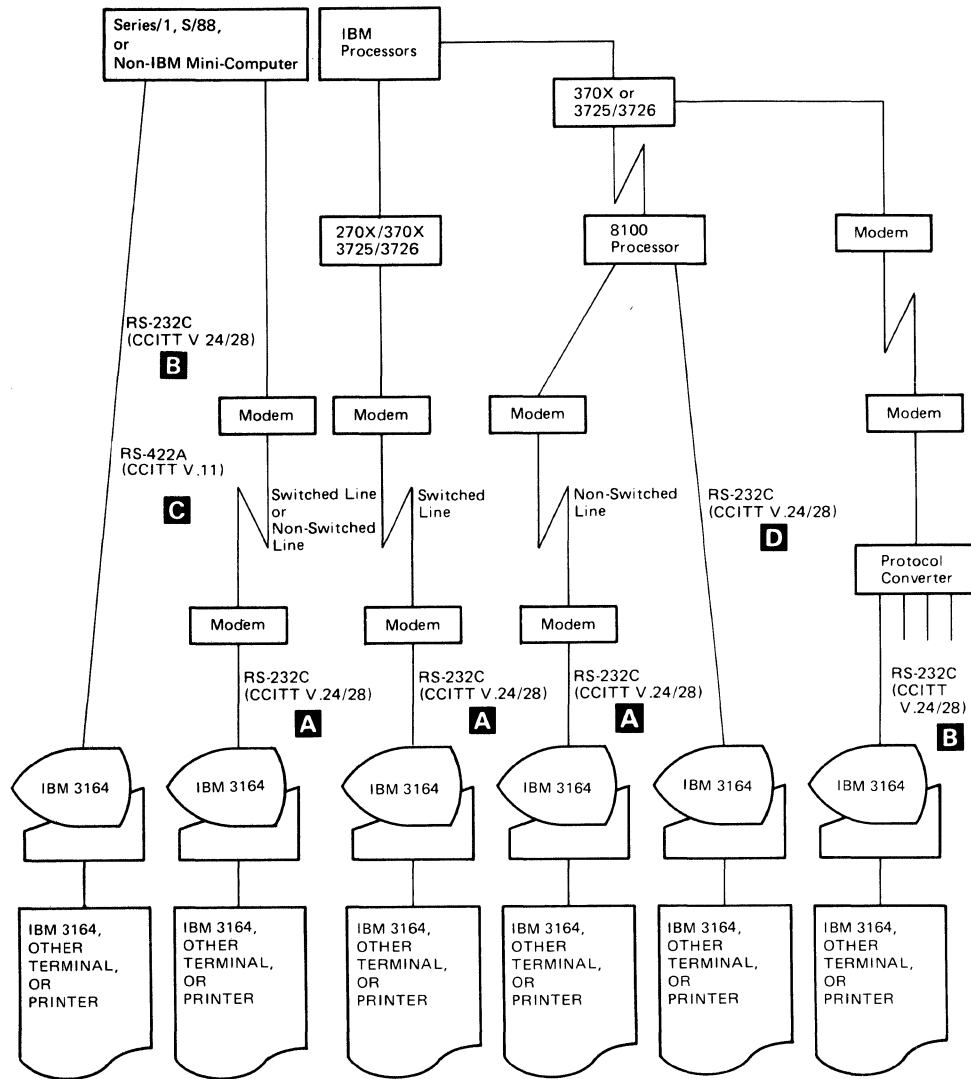 Series/1, S/88,
or
Non-IBM Mini-Computer
IBM
Processors
370X or
3725/3726
270X/370X
3725/3726
8100
Processor
Modem
RS-232C
(CCITT V 24/28)
B
Modem
Modem
Modem
Modem
RS-422A
(CCITT V.11)
C
Switched Line
or
Non-Switched
Line
Switched
Line
Non-Switched
Line
RS-232C
(CCITT V.24/28)
D
Protocol
Converter
Modem
Modem
Modem
RS-232C
(CCITT V.24/28)
A
RS-232C
(CCITT V.24/28)
A
RS-232C
(CCITT V.24/28)
A
RS-232C
(CCITT
V.24/28)
B
IBM 3164
IBM 3164
IBM 3164
IBM 3164
IBM 3164
IBM 3164
IBM 3164,
OTHER
TERMINAL,
OR
PRINTER
IBM 3164,
OTHER
TERMINAL,
OR
PRINTER
IBM 3164,
OTHER
TERMINAL,
OR
PRINTER
IBM 3164,
OTHER
TERMINAL,
OR
PRINTER
IBM 3164,
OTHER
TERMINAL,
OR
PRINTER
IBM 3164,
OTHER
TERMINAL,
OR
PRINTER